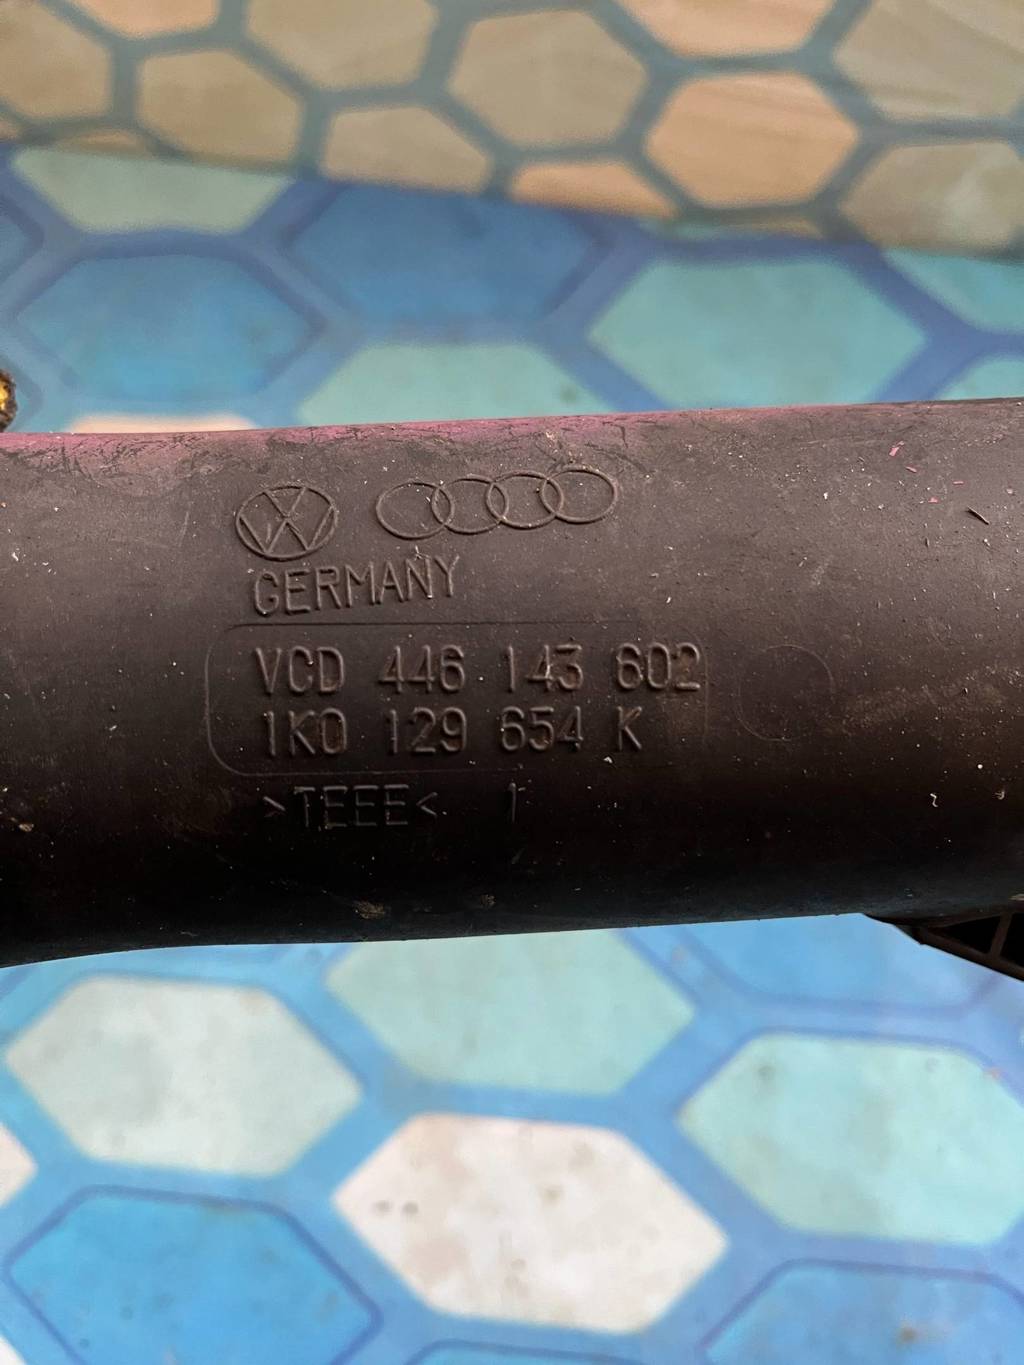 GERMANY
VCD 446 143 602
1K0 129 654 K
>TEEE< 1